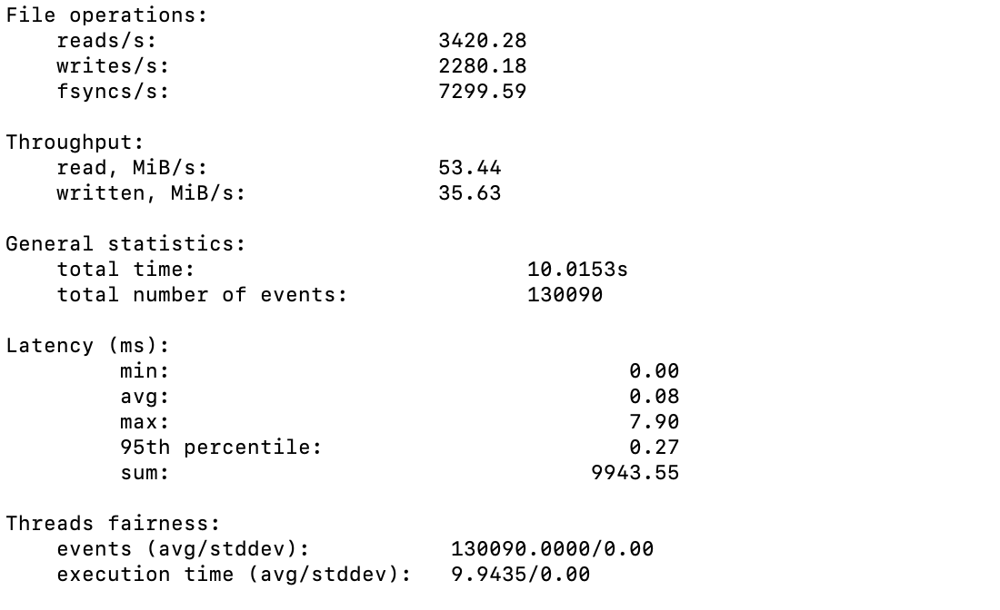 File operations:
    reads/s:                      3420.28
    writes/s:                     2280.18
    fsyncs/s:                     7299.59

Throughput:
    read, MiB/s:                  53.44
    written, MiB/s:               35.63

General statistics:
    total time:                          10.0153s
    total number of events:              130090

Latency (ms):
         min:                                    0.00
         avg:                                    0.08
         max:                                    7.90
         95th percentile:                        0.27
         sum:                                 9943.55

Threads fairness:
    events (avg/stddev):           130090.0000/0.00
    execution time (avg/stddev):   9.9435/0.00